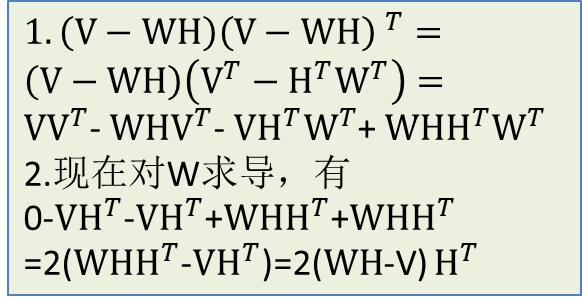 1. (V − WH)(V − WH)ᵀ =
(V − WH)(Vᵀ − HᵀWᵀ) =
VVᵀ- WHVᵀ- VHᵀWᵀ+ WHHᵀWᵀ
2.现在对W求导，有
0-VHᵀ-VHᵀ+WHHᵀ+WHHᵀ
=2(WHHᵀ-VHᵀ)=2(WH-V) Hᵀ